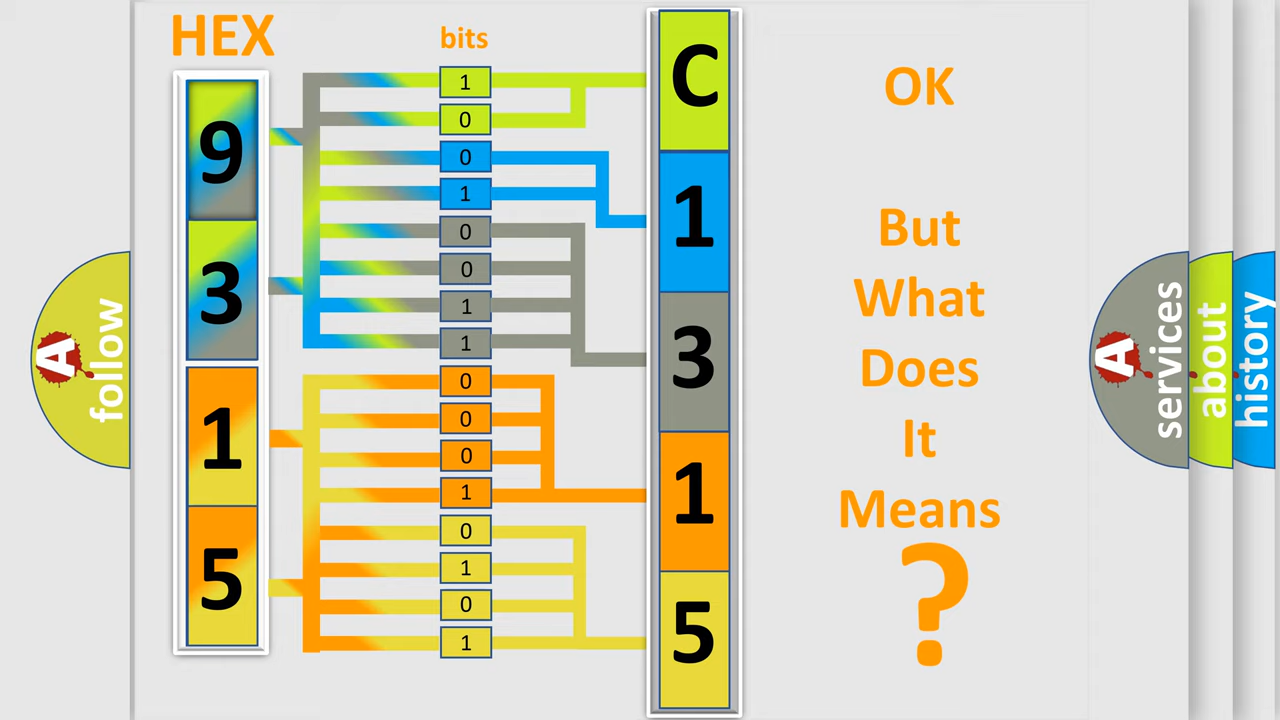 HEX
bits
9
3
1
5
1
0
0
1
0
0
1
1
0
0
0
1
0
1
0
1
C
1
3
1
5
OK
But
What
Does
It
Means
?
A
follow
A
services
about
history